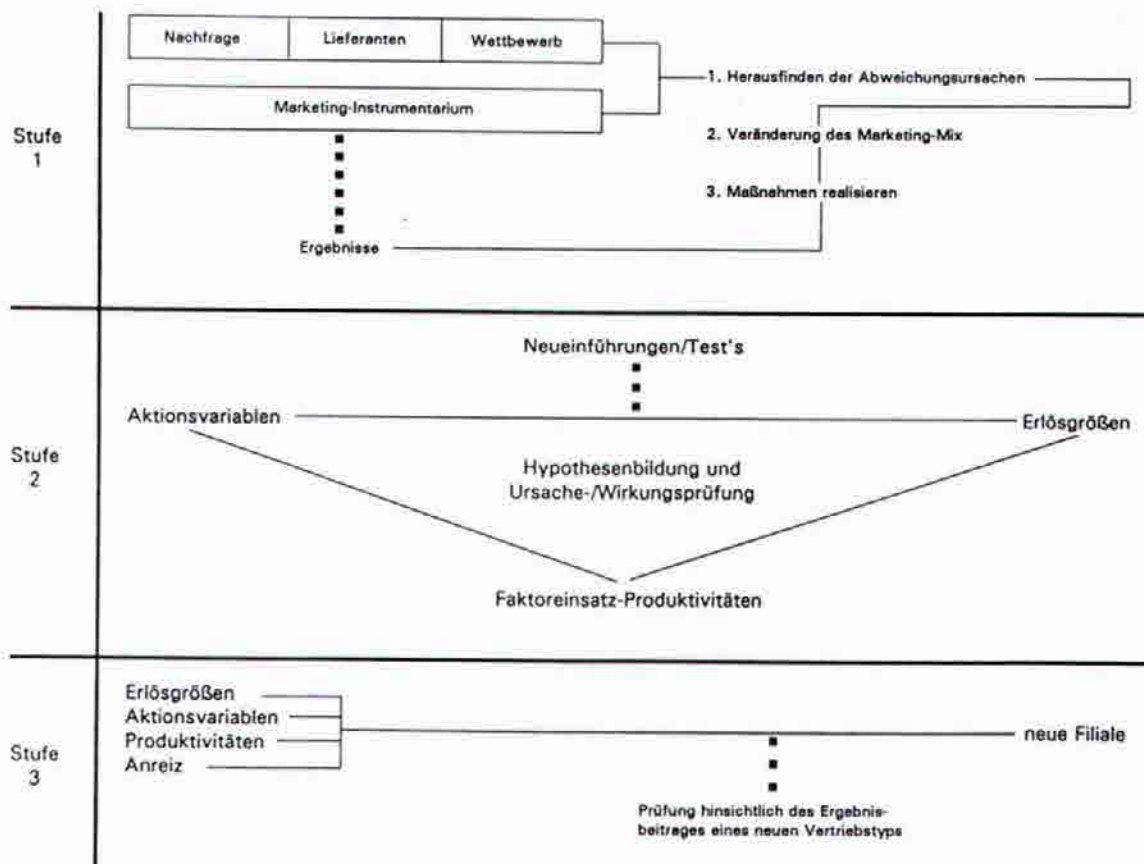 Nachfrage
Lieferanten
Wettbewerb
Marketing-Instrumentarium
1. Herausfinden der Abweichungsursachen
2. Veränderung des Marketing-Mix
3. Maßnahmen realisieren
Ergebnisse
Stufe
1
Neueinführungen/Test's
Aktionsvariablen
Erlösgrößen
Hypothesenbildung und
Ursache-/Wirkungsprüfung
Faktoreinsatz-Produktivitäten
Stufe
2
Erlösgrößen
Aktionsvariablen
Produktivitäten
Anreiz
neue Filiale
Prüfung hinsichtlich des Ergebnis-
beitrages eines neuen Vertriebstyps
Stufe
3